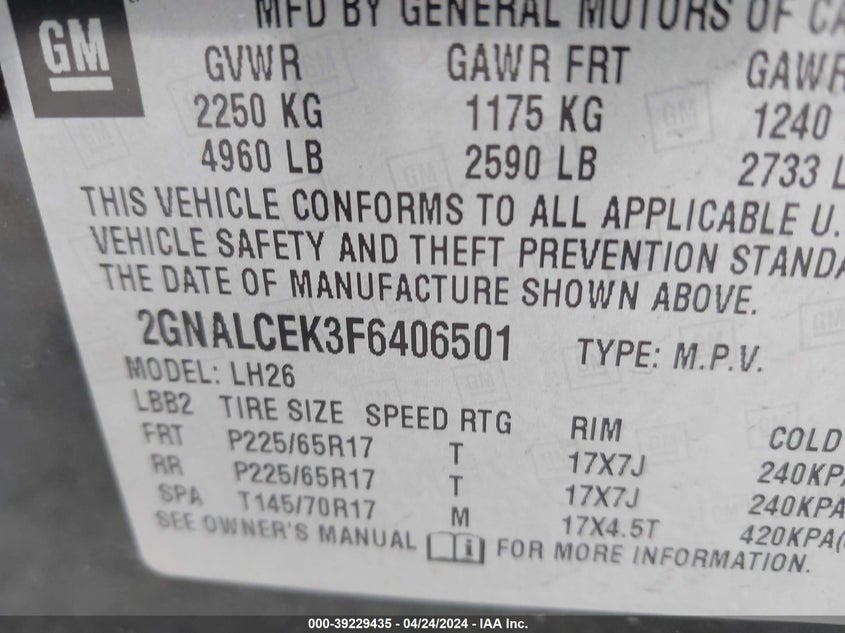 GM
MFD BY GENERAL MOTORS OF CA
GVWR GAWR FRT GAWR
2250 KG 1175 KG 1240
4960 LB 2590 LB 2733 L
THIS VEHICLE CONFORMS TO ALL APPLICABLE U.
VEHICLE SAFETY AND THEFT PREVENTION STANDA
THE DATE OF MANUFACTURE SHOWN ABOVE.
2GNALCEK3F6406501 TYPE: M.P.V.
MODEL: LH26
LBB2 TIRE SIZE SPEED RTG RIM COLD
FRT P225/65R17 T 17X7J 240KPA
RR P225/65R17 T 17X7J 240KPA
SPA T145/70R17 M 17X4.5T 420KPA(
SEE OWNER'S MANUAL FOR MORE INFORMATION.
000-39229435 - 04/24/2024 - IAA Inc.